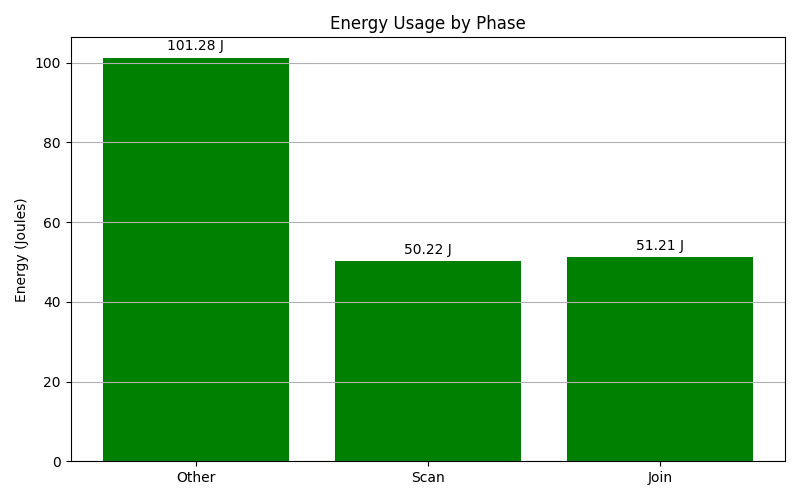 Energy Usage by Phase
101.28 J
50.22 J
51.21 J
Energy (Joules)
100
80
60
40
20
0
Other
Scan
Join